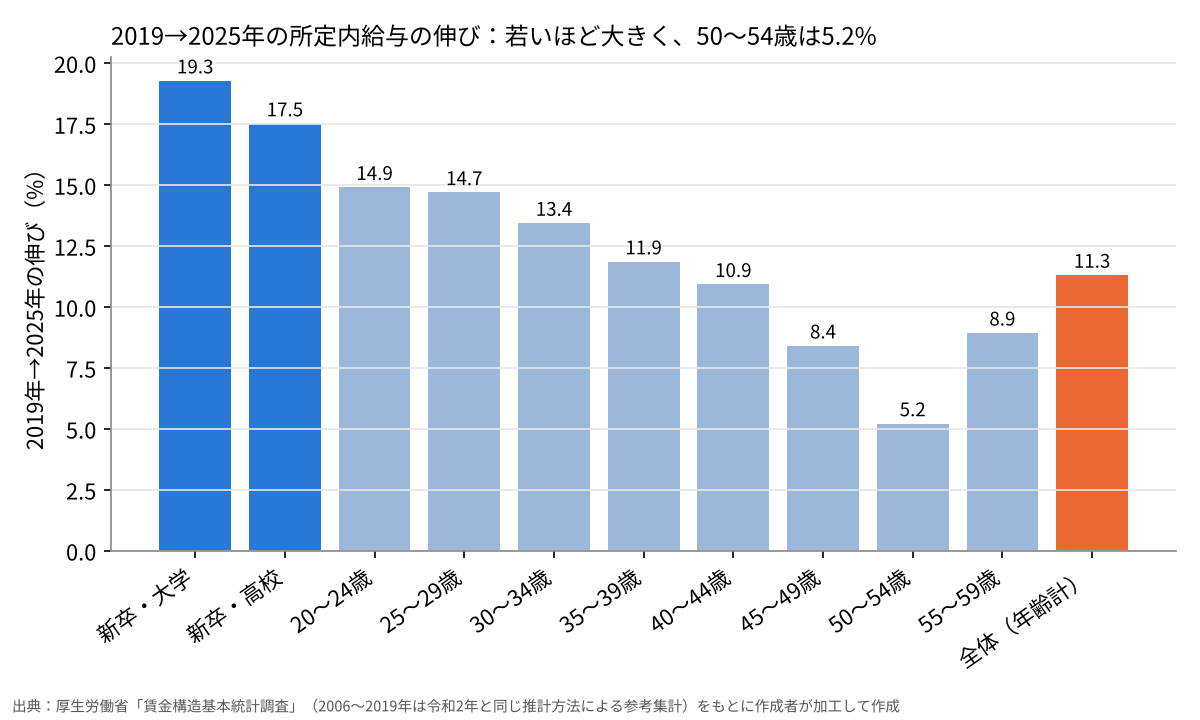 2019→2025年の所定内給与の伸び：若いほど大きく、50〜54歳は5.2%
2019年→2025年の伸び（%）
20.0
17.5
15.0
12.5
10.0
7.5
5.0
2.5
0.0
19.3
17.5
14.9
14.7
13.4
11.9
10.9
8.4
5.2
8.9
11.3
新卒・大学
新卒・高校
20〜24歳
25〜29歳
30〜34歳
35〜39歳
40〜44歳
45〜49歳
50〜54歳
55〜59歳
全体（年齢計）
出典：厚生労働省「賃金構造基本統計調査」（2006〜2019年は令和2年と同じ推計方法による参考集計）をもとに作成者が加工して作成